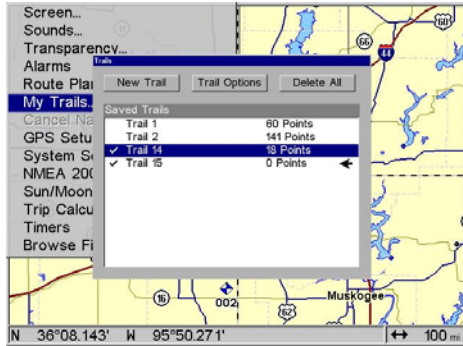 Screen...
Sounds...
Transparency...
Alarms
Route Plan
My Trails...
Cancel Na
GPS Setu
System Se
NMEA 200
Sun/Moon
Trip Calcu
Timers
Browse Fi
Trails
New Trail
Trail Options
Delete All
Saved Trails
Trail 1 60 Points
Trail 2 141 Points
Trail 14 18 Points
Trail 15 0 Points
60
66
44
16
002
62
Muskogee
N 36°08.143' W 95°50.271' ↔ 100 mi